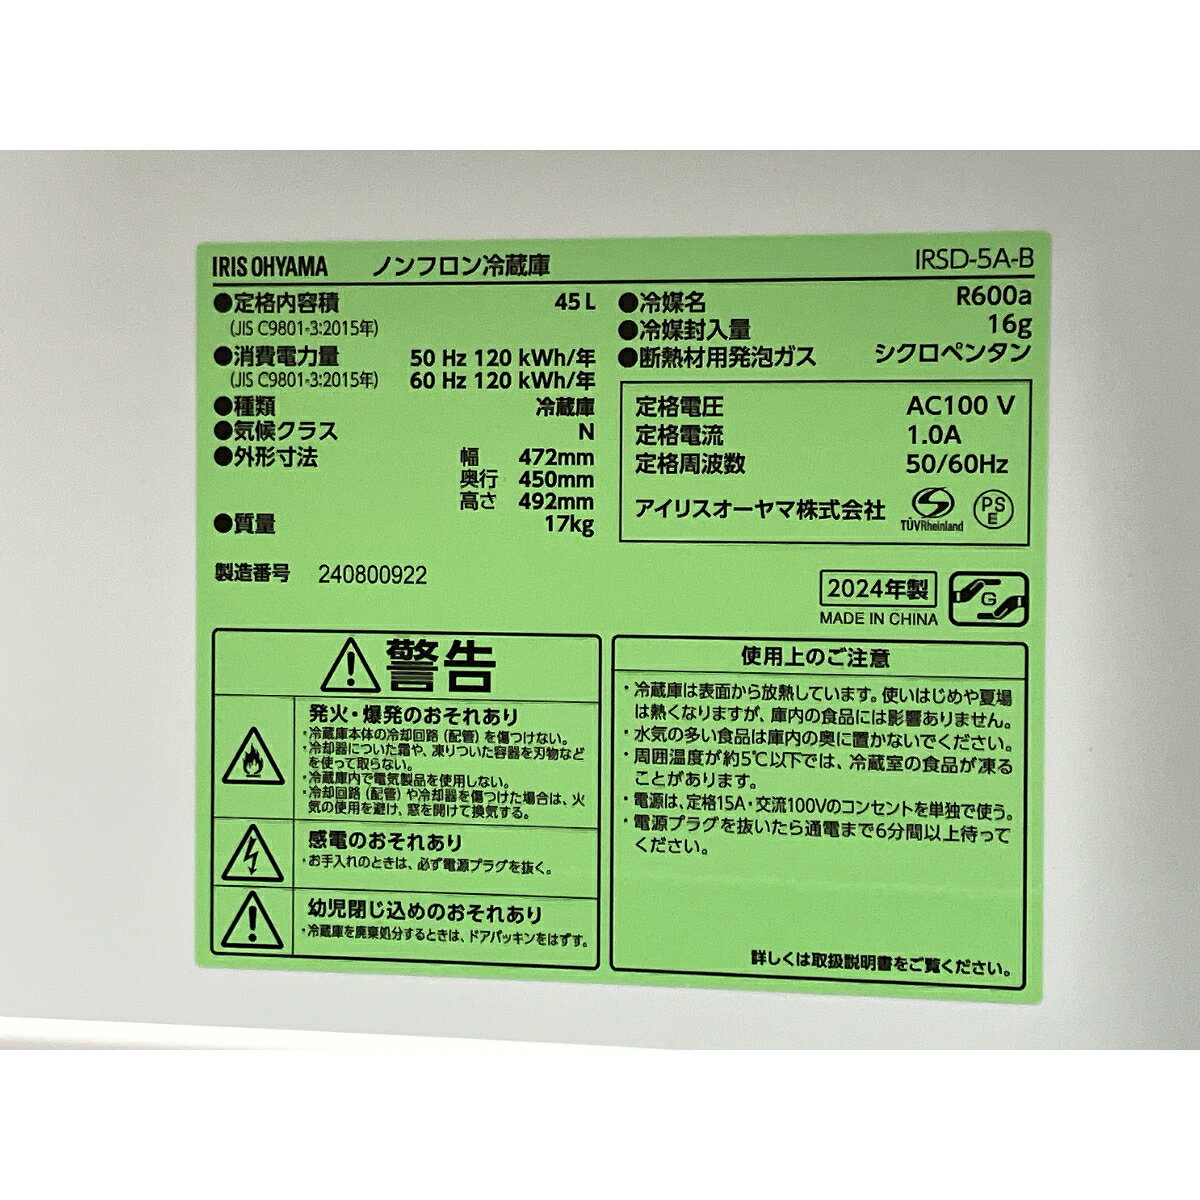 IRIS OHYAMA ノンフロン冷蔵庫 IRSD-5A-B
●定格内容積 45 L
(JIS C9801-3:2015年)
●消費電力量 50 Hz 120 kWh/年
(JIS C9801-3:2015年) 60 Hz 120 kWh/年
●種類 冷蔵庫
●気候クラス N
●外形寸法 幅 472mm
奥行 450mm
高さ 492mm
●質量 17kg
製造番号 240800922
●冷媒名 R600a
●冷媒封入量 16g
●断熱材用発泡ガス シクロペンタン
定格電圧 AC100 V
定格電流 1.0A
定格周波数 50/60Hz
アイリスオーヤマ株式会社 TÜVRheinland PSE
2024年製 G
MADE IN CHINA
警告
発火・爆発のおそれあり
・冷蔵庫本体の冷却回路(配管)を傷つけない。
・冷却器についた霜や、凍りついた容器を刃物など
を使って取らない。
・冷蔵庫内で電気製品を使用しない。
・冷却回路(配管)や冷却器を傷つけた場合は、火
気の使用を避け、窓を開けて換気する。
感電のおそれあり
・お手入れのときは、必ず電源プラグを抜く。
幼児閉じ込めのおそれあり
・冷蔵庫を廃棄処分するときは、ドアパッキンをはずす。
使用上のご注意
・冷蔵庫は表面から放熱しています。使いはじめや夏場
は熱くなりますが、庫内の食品には影響ありません。
・水気の多い食品は庫内の奥に置かないでください。
・周囲温度が約5℃以下では、冷蔵室の食品が凍る
ことがあります。
・電源は、定格15A・交流100Vのコンセントを単独で使う。
・電源プラグを抜いたら通電まで6分間以上待って
ください。
詳しくは取扱説明書をご覧ください。